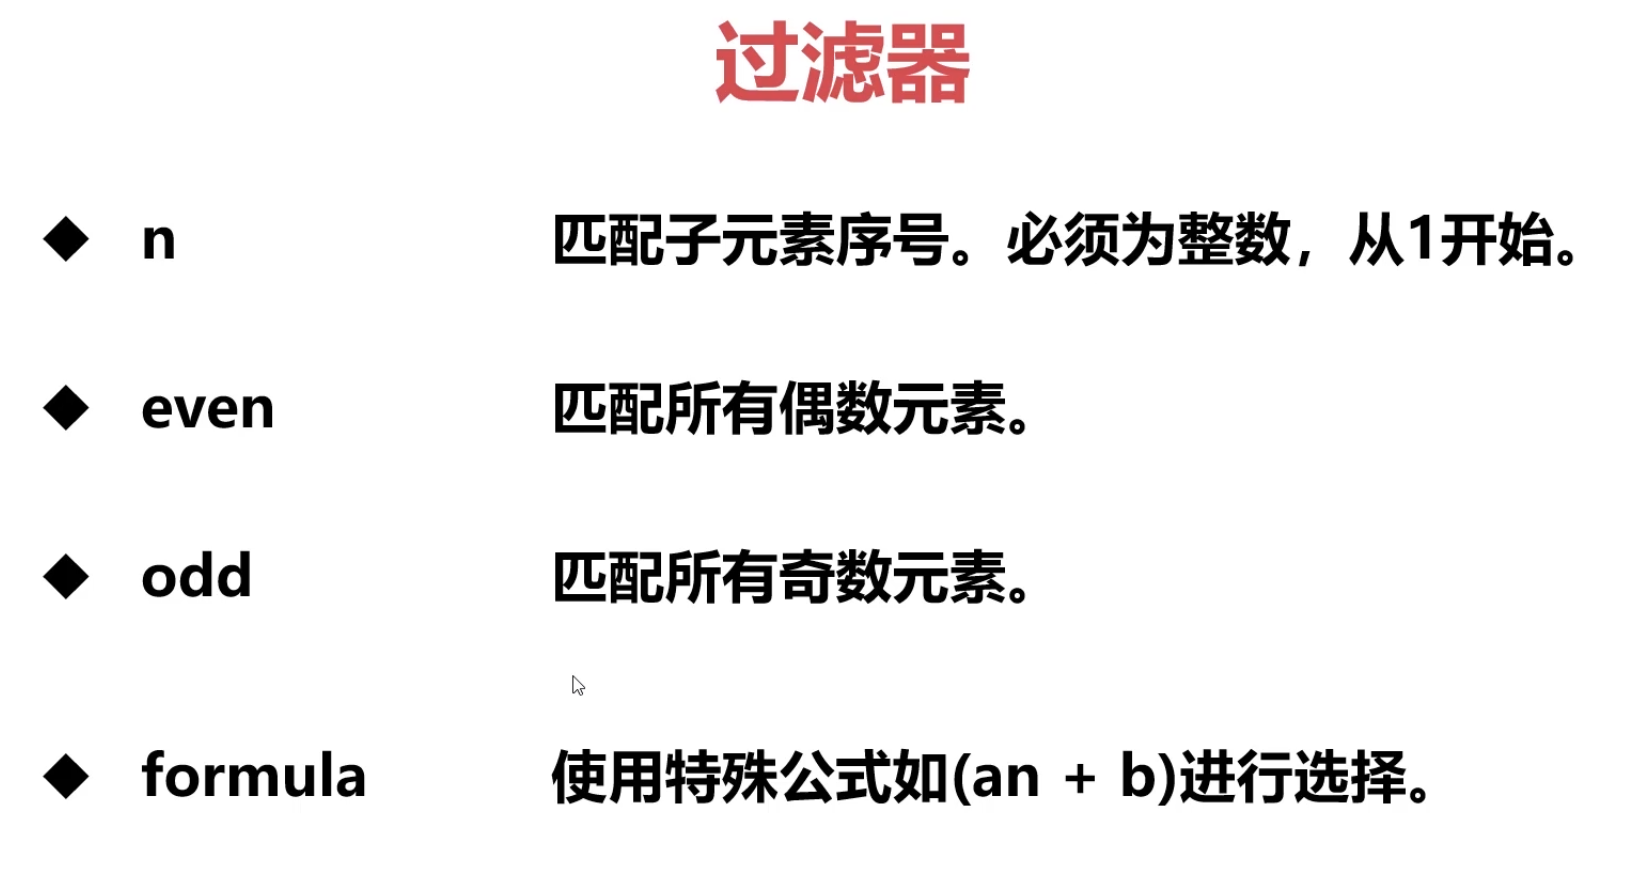 过滤器
◆ n 匹配子元素序号。必须为整数，从1开始。
◆ even 匹配所有偶数元素。
◆ odd 匹配所有奇数元素。
◆ formula 使用特殊公式如(an + b)进行选择。